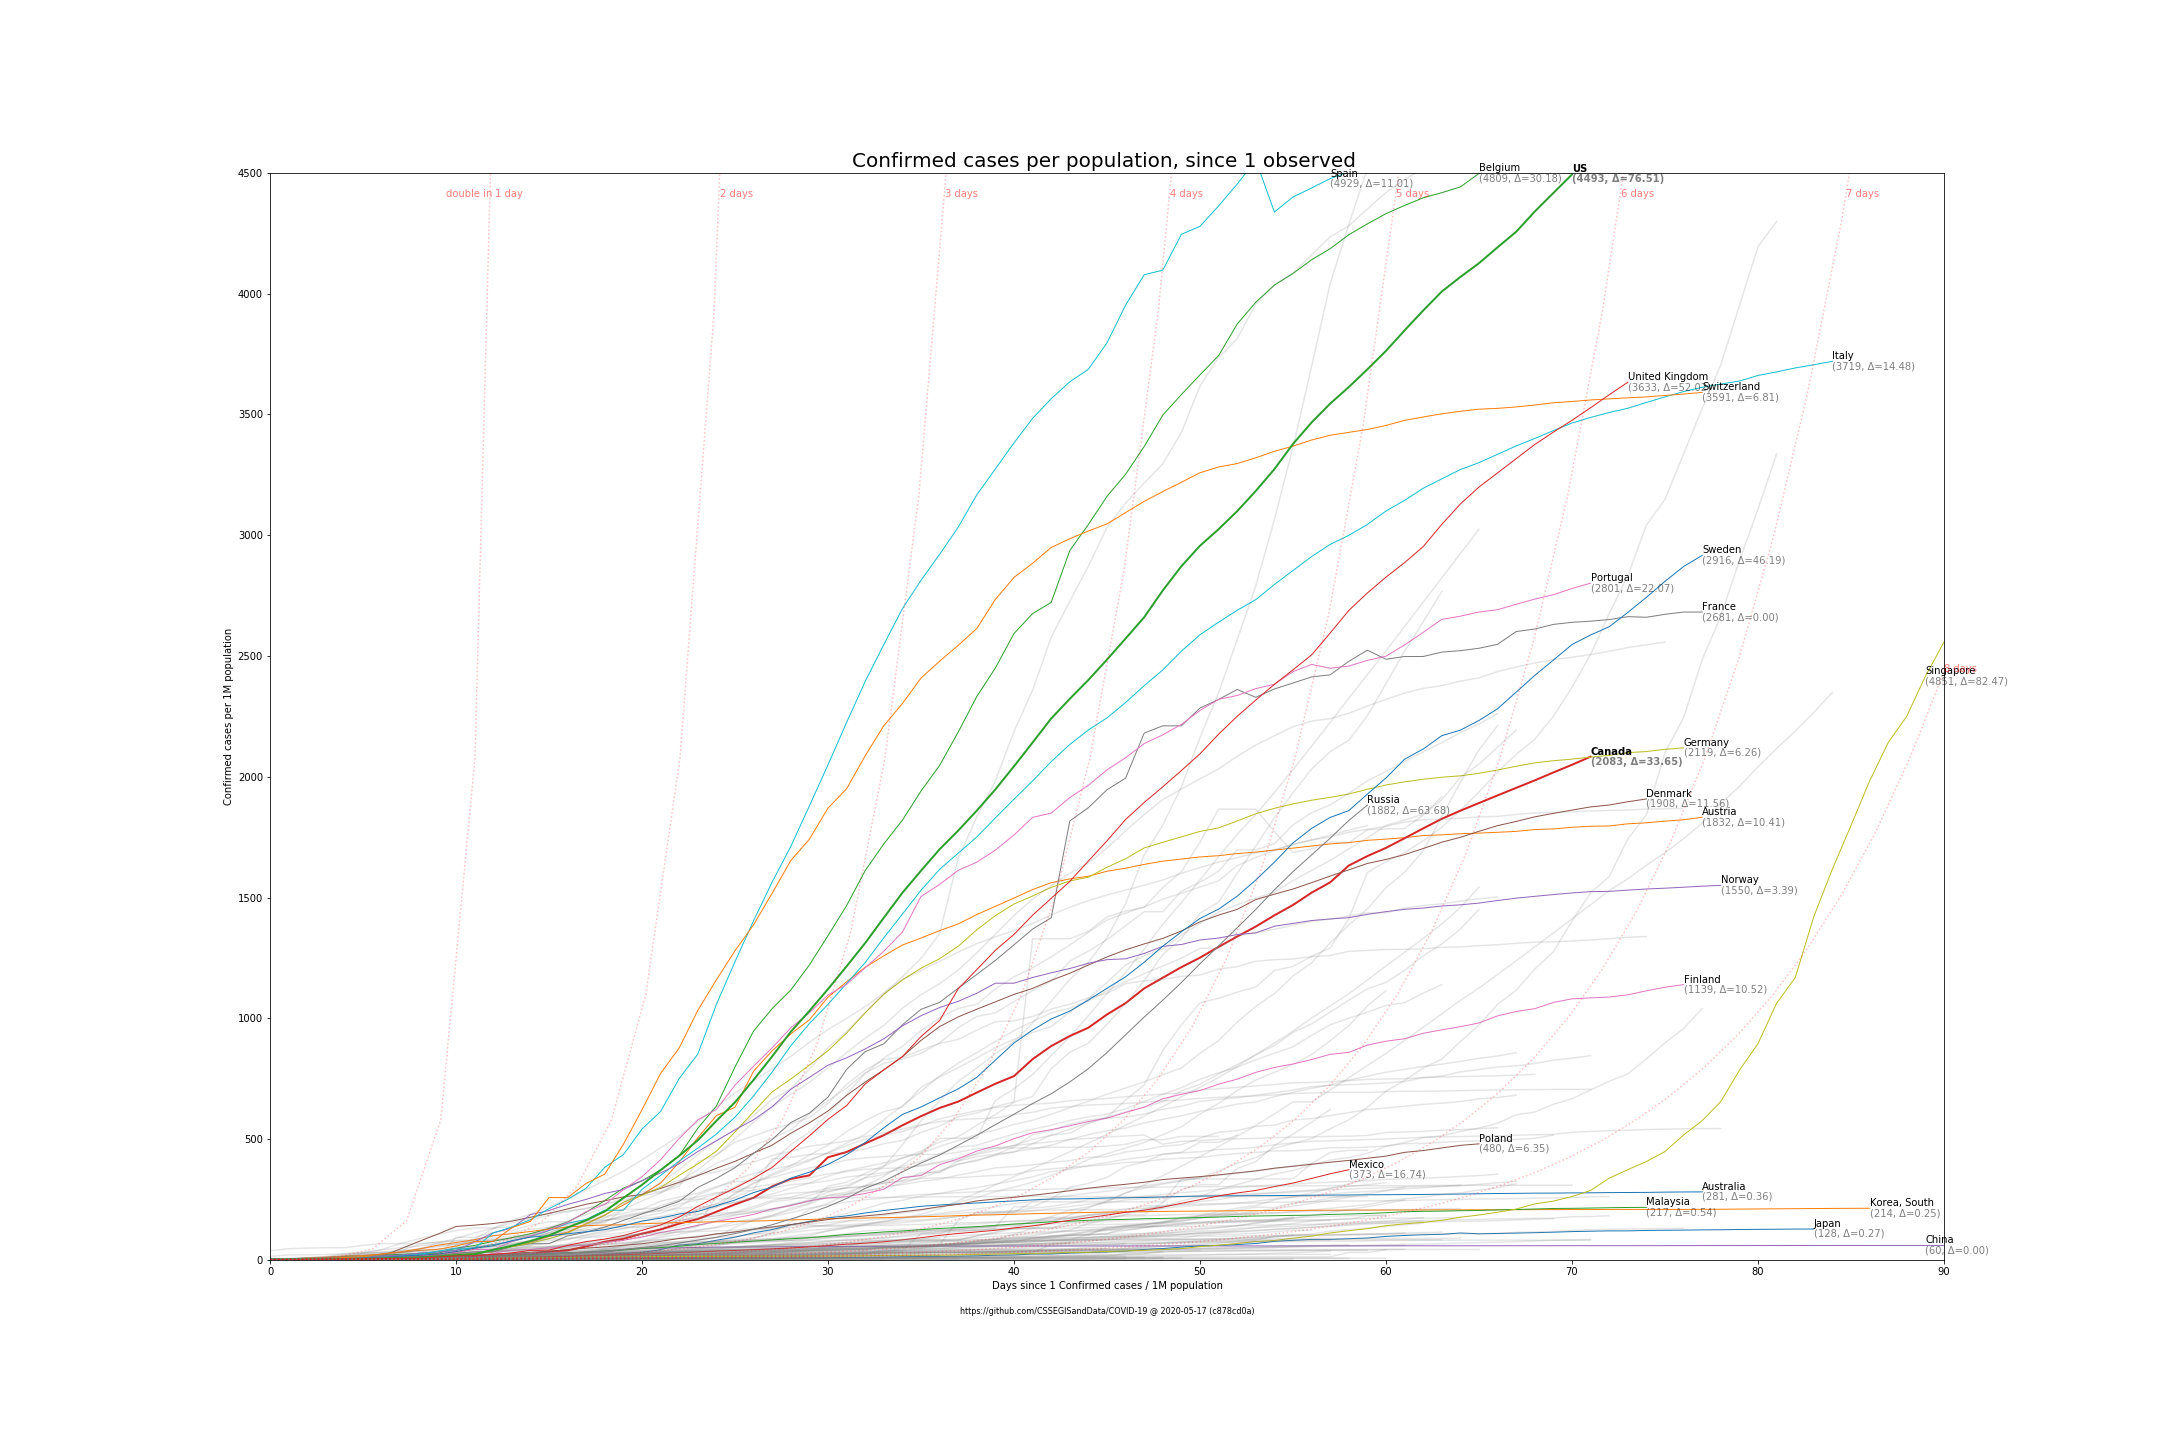 Confirmed cases per population, since 1 observed
4500
4000
3500
3000
2500
2000
1500
1000
500
0
Confirmed cases per 1M population
double in 1 day
2 days
3 days
4 days
5 days
6 days
7 days
Spain
(4929, Δ=11.01)
Belgium
(4809, Δ=30.18)
US
(4493, Δ=76.51)
Italy
(3719, Δ=14.48)
United Kingdom
(3633,
Switzerland
(3591, Δ=6.81)
Sweden
(2916, Δ=46.19)
Portugal
(2801, Δ=22.07)
France
(2681, Δ=0.00)
days
Singapore
(4851, Δ=82.47)
Germany
(2119, Δ=6.26)
Canada
(2083, Δ=33.65)
Russia
(1882, Δ=63.68)
Denmark
(1908, Δ=11.56)
Austria
(1832, Δ=10.41)
Norway
(1550, Δ=3.39)
Finland
(1139, Δ=10.52)
Poland
(480, Δ=6.35)
Mexico
(373, Δ=16.74)
Australia
(281, Δ=0.36)
Malaysia
(217, Δ=0.54)
Korea, South
(214, Δ=0.25)
Japan
(128, Δ=0.27)
China
(60, Δ=0.00)
0 10 20 30 40 50 60 70 80 90
Days since 1 Confirmed cases / 1M population
https://github.com/CSSEGISandData/COVID-19 @ 2020-05-17 (c878cd0a)